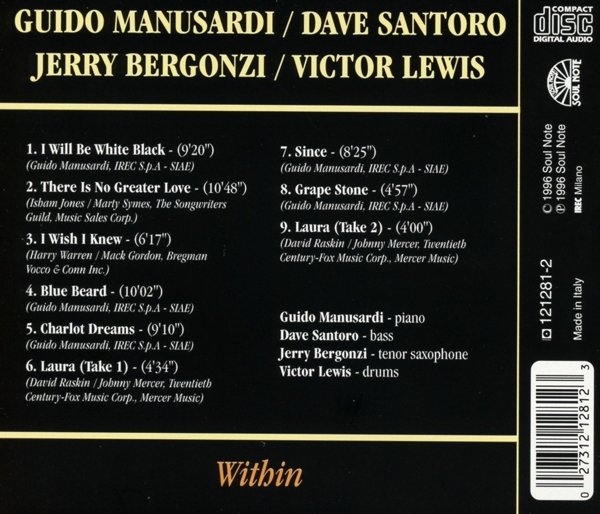 GUIDO MANUSARDI / DAVE SANTORO
JERRY BERGONZI / VICTOR LEWIS
1. I Will Be White Black - (9'20")
(Guido Manusardi, IREC S.p.A - SIAE)
2. There Is No Greater Love - (10'48")
(Isham Jones / Marty Symes, The Songwriters
Guild, Music Sales Corp.)
3. I Wish I Knew - (6'17")
(Harry Warren / Mack Gordon, Bregman
Vocco & Conn Inc.)
4. Blue Beard - (10'02")
(Guido Manusardi, IREC S.p.A - SIAE)
5. Charlot Dreams - (9'10")
(Guido Manusardi, IREC S.p.A - SIAE)
6. Laura (Take 1) - (4'34")
(David Raskin / Johnny Mercer, Twentieth
Century-Fox Music Corp., Mercer Music)
7. Since - (8'25")
(Guido Manusardi, IREC S.p.A - SIAE)
8. Grape Stone - (4'57")
(Guido Manusardi, IREC S.p.A - SIAE)
9. Laura (Take 2) - (4'00")
(David Raskin / Johnny Mercer, Twentieth
Century-Fox Music Corp., Mercer Music)
Guido Manusardi - piano
Dave Santoro - bass
Jerry Bergonzi - tenor saxophone
Victor Lewis - drums
Within
COMPACT
disc
DIGITAL AUDIO
SOUL NOTE
© 1996 Soul Note
℗ 1996 Soul Note
IREC Milano
121281-2
Made in Italy
0 27312 12812 3